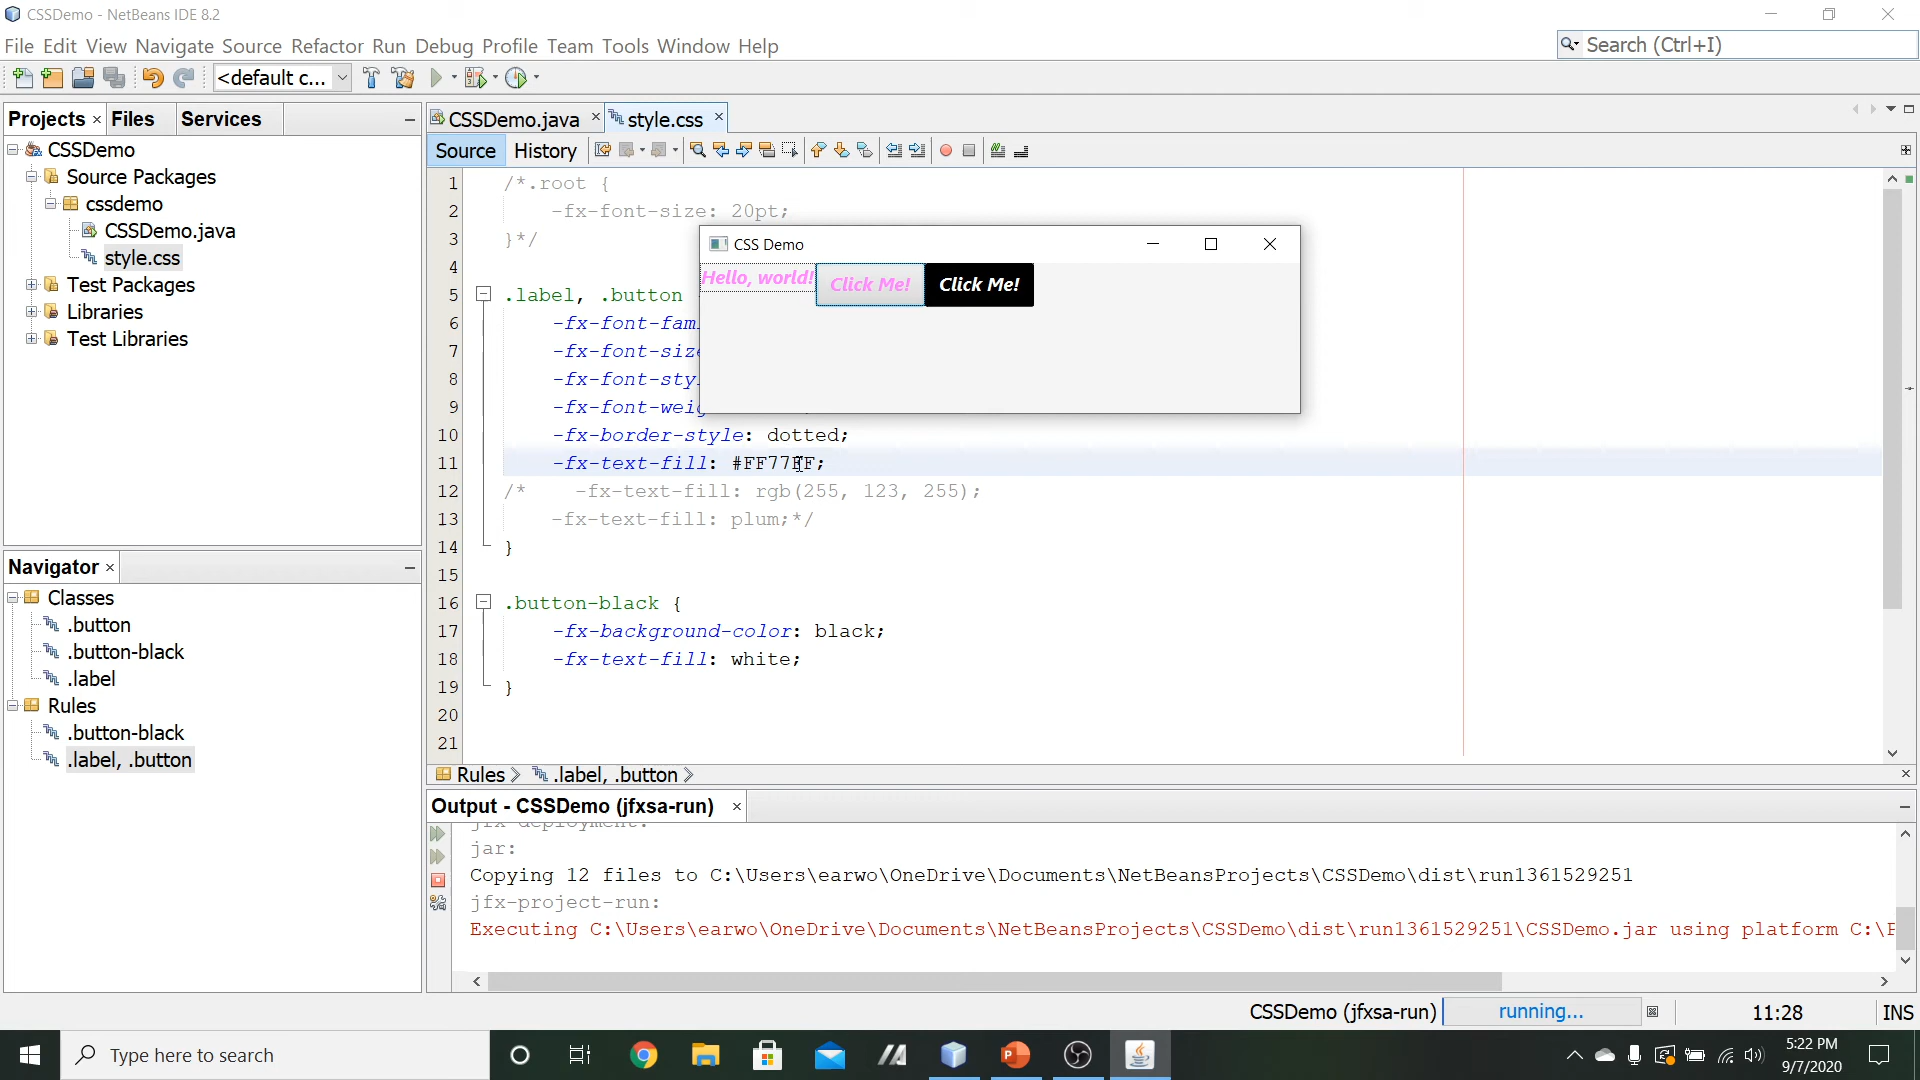 CSSDemo - NetBeans IDE 8.2
File Edit View Navigate Source Refactor Run Debug Profile Team Tools Window Help
Search (Ctrl+I)
<default c...
Projects
Files
Services
CSSDemo
Source Packages
cssdemo
CSSDemo.java
style.css
Test Packages
Libraries
Test Libraries
Navigator
Classes
.button
.button-black
.label
Rules
.button-black
.label, .button
CSSDemo.java
style.css
Source
History
1 /*.root {
2 -fx-font-size: 20pt;
3 }*/
4
5 .label, .button
6 -fx-font-fam
7 -fx-font-size
8 -fx-font-sty
9 -fx-font-weig
10 -fx-border-style: dotted;
11 -fx-text-fill: #FF77FF;
12 /* -fx-text-fill: rgb(255, 123, 255);
13 -fx-text-fill: plum;*/
14 }
15
16 .button-black {
17 -fx-background-color: black;
18 -fx-text-fill: white;
19 }
20
21
CSS Demo
Hello, world! Click Me! Click Me!
Rules .label, .button
Output - CSSDemo (jfxsa-run)
jfx-deployment:
jar:
Copying 12 files to C:\Users\earwo\OneDrive\Documents\NetBeansProjects\CSSDemo\dist\run1361529251
jfx-project-run:
Executing C:\Users\earwo\OneDrive\Documents\NetBeansProjects\CSSDemo\dist\run1361529251\CSSDemo.jar using platform C:\
CSSDemo (jfxsa-run)
running...
11:28
INS
Type here to search
5:22 PM
9/7/2020